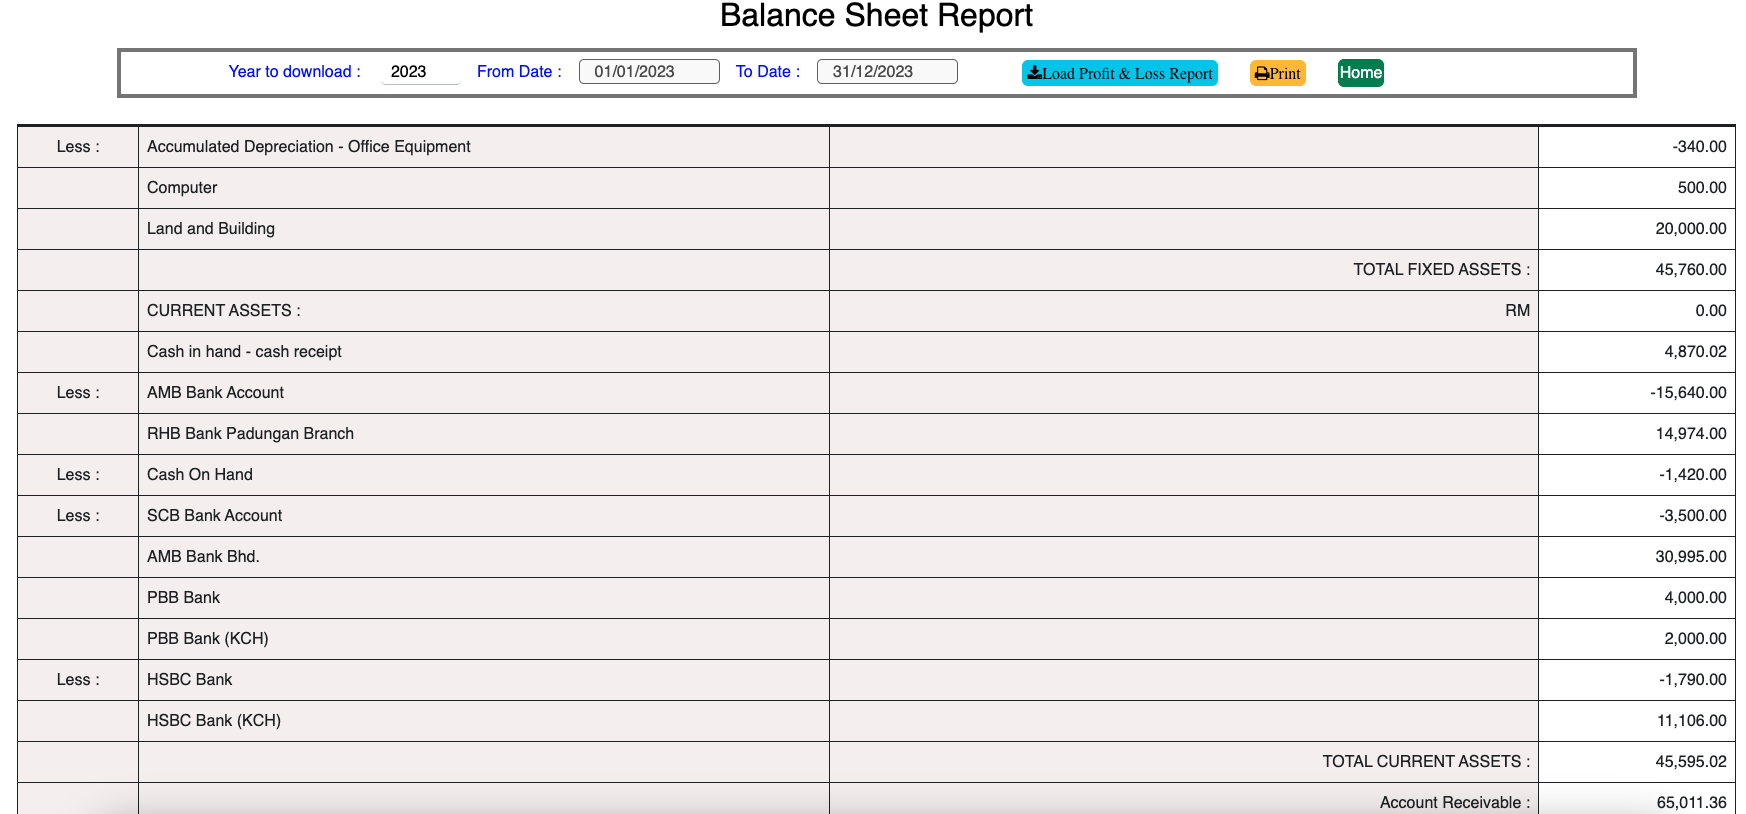 Balance Sheet Report
Year to download : 2023 From Date : 01/01/2023 To Date : 31/12/2023 Load Profit & Loss Report Print Home
Less : Accumulated Depreciation - Office Equipment -340.00
Computer 500.00
Land and Building 20,000.00
TOTAL FIXED ASSETS : 45,760.00
CURRENT ASSETS : RM 0.00
Cash in hand - cash receipt 4,870.02
Less : AMB Bank Account -15,640.00
RHB Bank Padungan Branch 14,974.00
Less : Cash On Hand -1,420.00
Less : SCB Bank Account -3,500.00
AMB Bank Bhd. 30,995.00
PBB Bank 4,000.00
PBB Bank (KCH) 2,000.00
Less : HSBC Bank -1,790.00
HSBC Bank (KCH) 11,106.00
TOTAL CURRENT ASSETS : 45,595.02
Account Receivable : 65,011.36